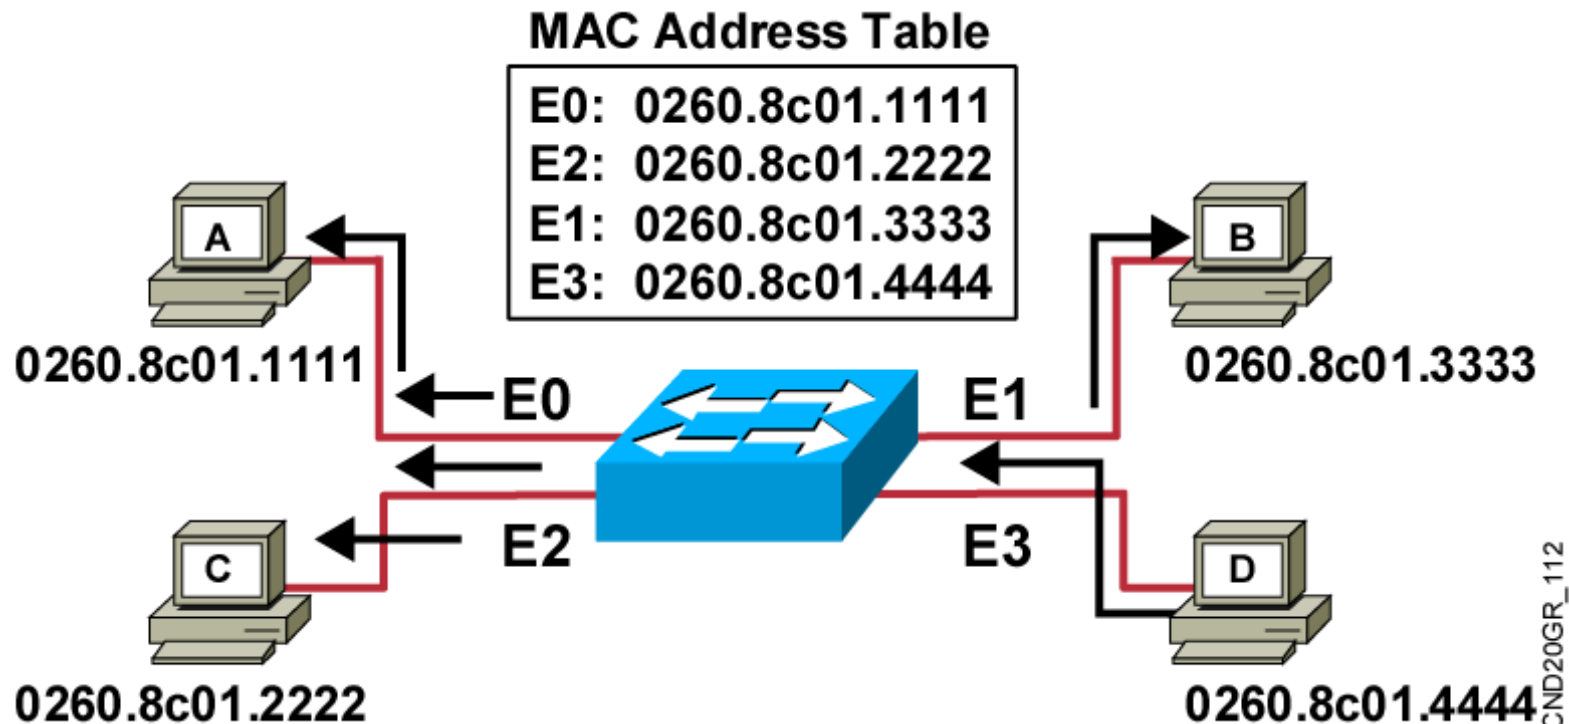 MAC Address Table
E0: 0260.8c01.1111
E2: 0260.8c01.2222
E1: 0260.8c01.3333
E3: 0260.8c01.4444
A
B
0260.8c01.1111
0260.8c01.3333
E0
E1
E2
E3
C
D
0260.8c01.2222
0260.8c01.4444
CND20GR_112